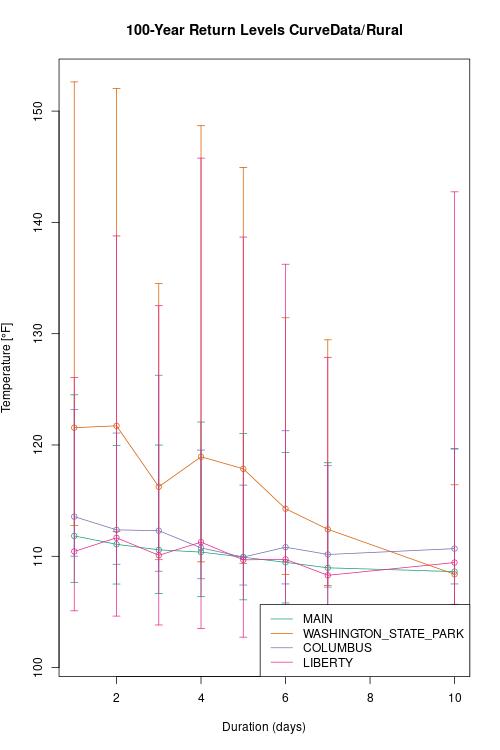 100-Year Return Levels CurveData/Rural
150
140
130
120
110
100
Temperature [°F]
2
4
6
8
10
Duration (days)
MAIN
WASHINGTON_STATE_PARK
COLUMBUS
LIBERTY